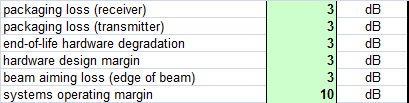 packaging loss (receiver) 3 dB
packaging loss (transmitter) 3 dB
end-of-life hardware degradation 3 dB
hardware design margin 3 dB
beam aiming loss (edge of beam) 3 dB
systems operating margin 10 dB